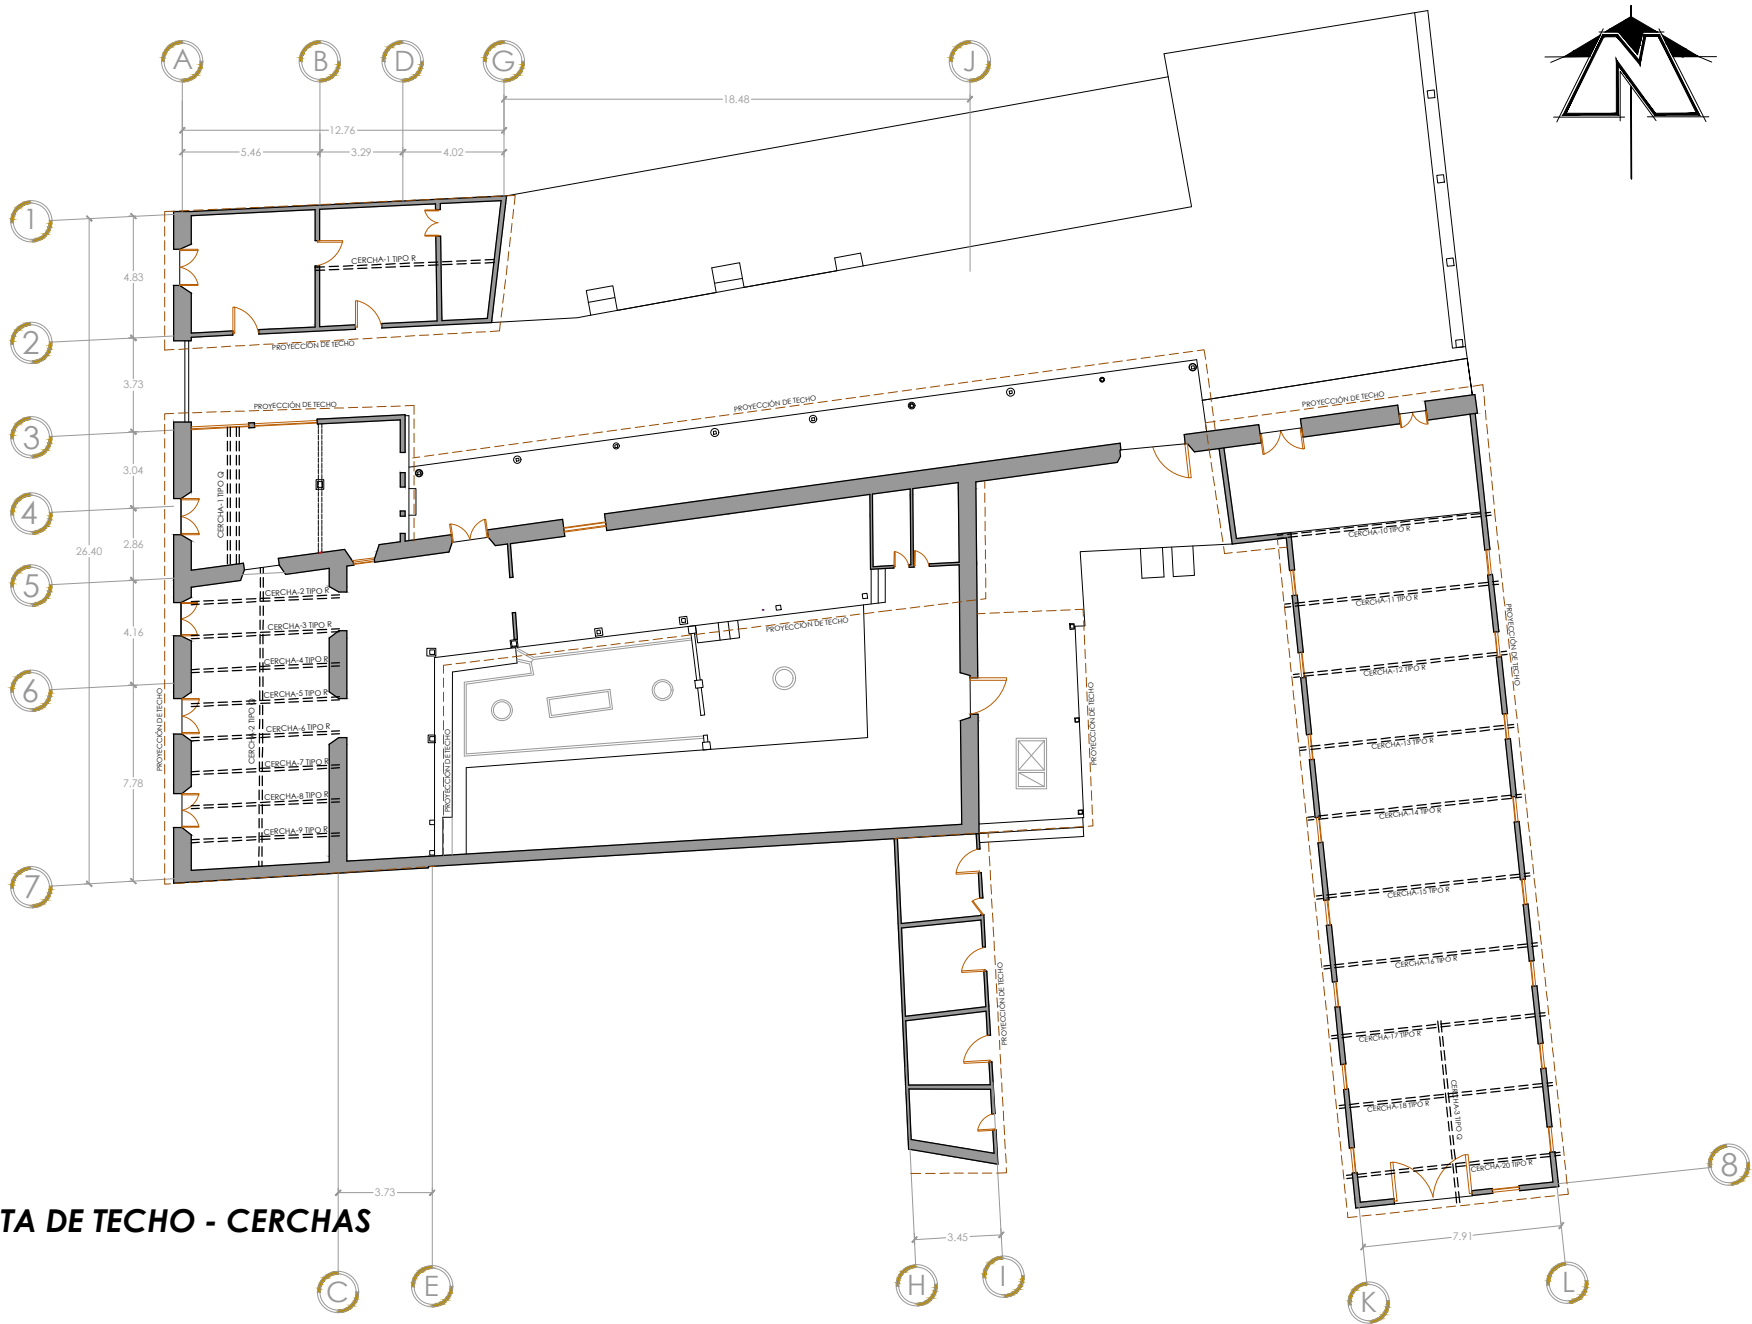 A
B
D
G
J
N
18.48
12.76
5.46
3.29
4.02
1
2
3
4
5
6
7
4.83
3.73
3.04
2.86
26.40
4.16
7.78
CERCHA-1 TIPO R
PROYECCIÓN DE TECHO
PROYECCIÓN DE TECHO
PROYECCIÓN DE TECHO
PROYECCIÓN DE TECHO
CERCHA-1 TIPO Q
CERCHA-2 TIPO R
CERCHA-3 TIPO R
CERCHA-4 TIPO R
CERCHA-5 TIPO R
CERCHA-6 TIPO R
CERCHA-7 TIPO R
CERCHA-8 TIPO R
CERCHA-9 TIPO R
CERCHA-2 TIPO Q
PROYECCIÓN DE TECHO
PROYECCIÓN DE TECHO
PROYECCIÓN DE TECHO
PROYECCIÓN DE TECHO
PROYECCIÓN DE TECHO
PROYECCIÓN DE TECHO
CERCHA-10 TIPO R
CERCHA-11 TIPO R
CERCHA-12 TIPO R
CERCHA-13 TIPO R
CERCHA-14 TIPO R
CERCHA-15 TIPO R
CERCHA-16 TIPO R
CERCHA-17 TIPO R
CERCHA-18 TIPO R
CERCHA-3 TIPO Q
CERCHA-20 TIPO R
8
3.73
3.45
7.91
TA DE TECHO - CERCHAS
C
E
H
I
K
L